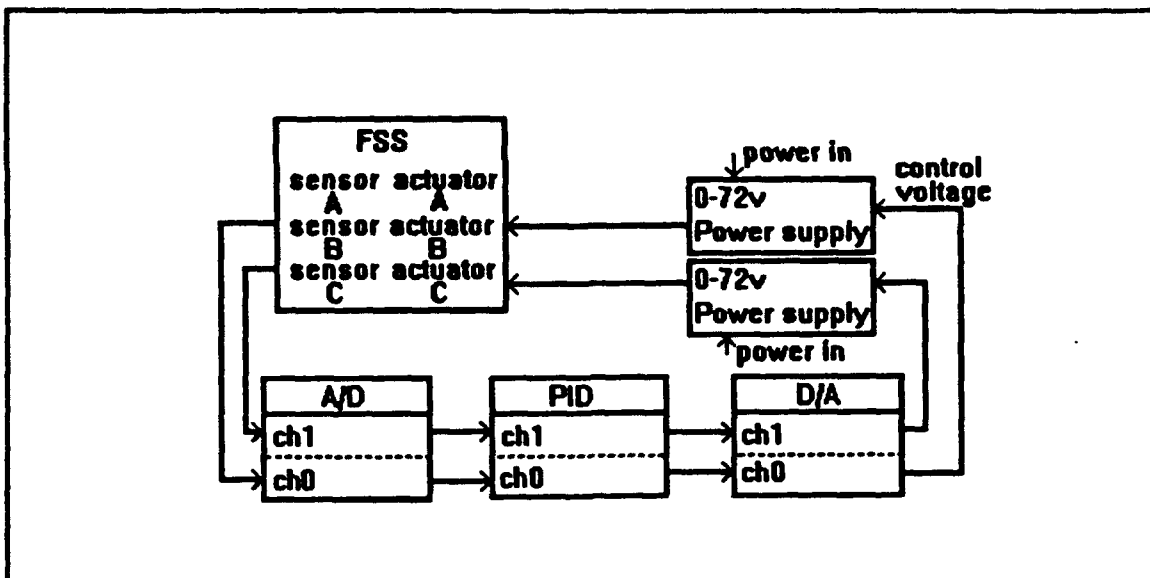 FSS
sensor actuator
A A
sensor actuator
B B
sensor actuator
C C
power in
0-72v
Power supply
control
voltage
0-72v
Power supply
power in
A/D
ch1
ch0
PID
ch1
ch0
D/A
ch1
ch0